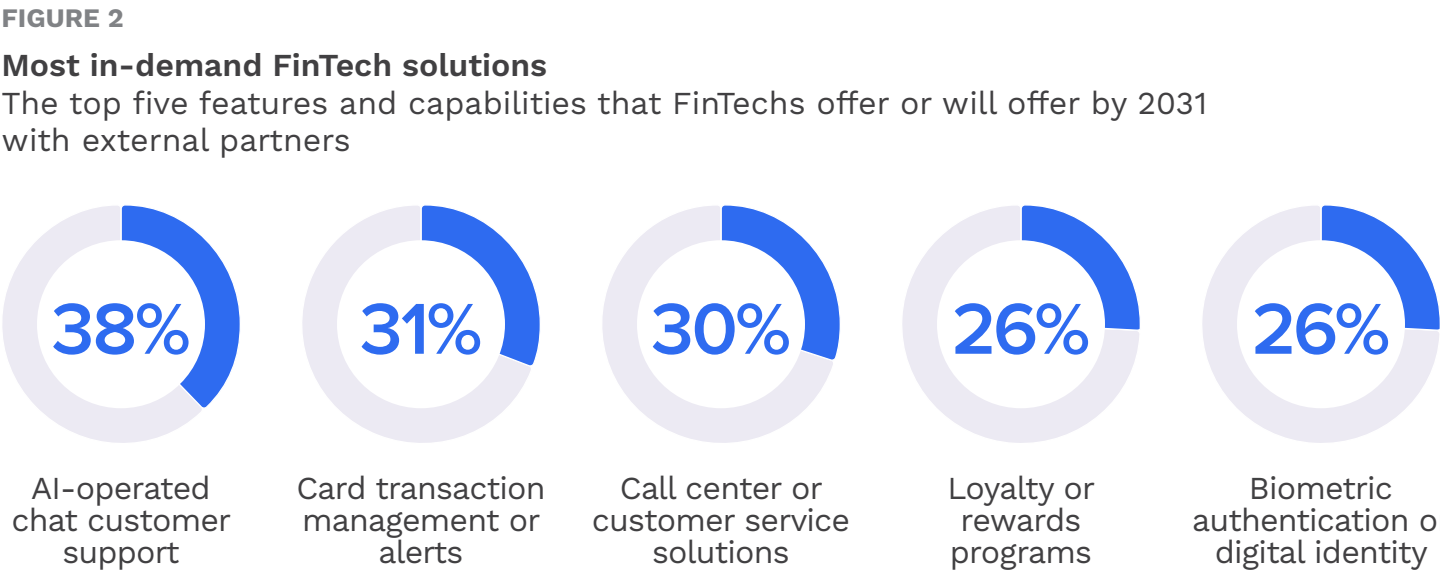 FIGURE 2
Most in-demand FinTech solutions
The top five features and capabilities that FinTechs offer or will offer by 2031
with external partners
38%
31%
30%
26%
26%
AI-operated
chat customer
support
Card transaction
management or
alerts
Call center or
customer service
solutions
Loyalty or
rewards
programs
Biometric
authentication o
digital identity